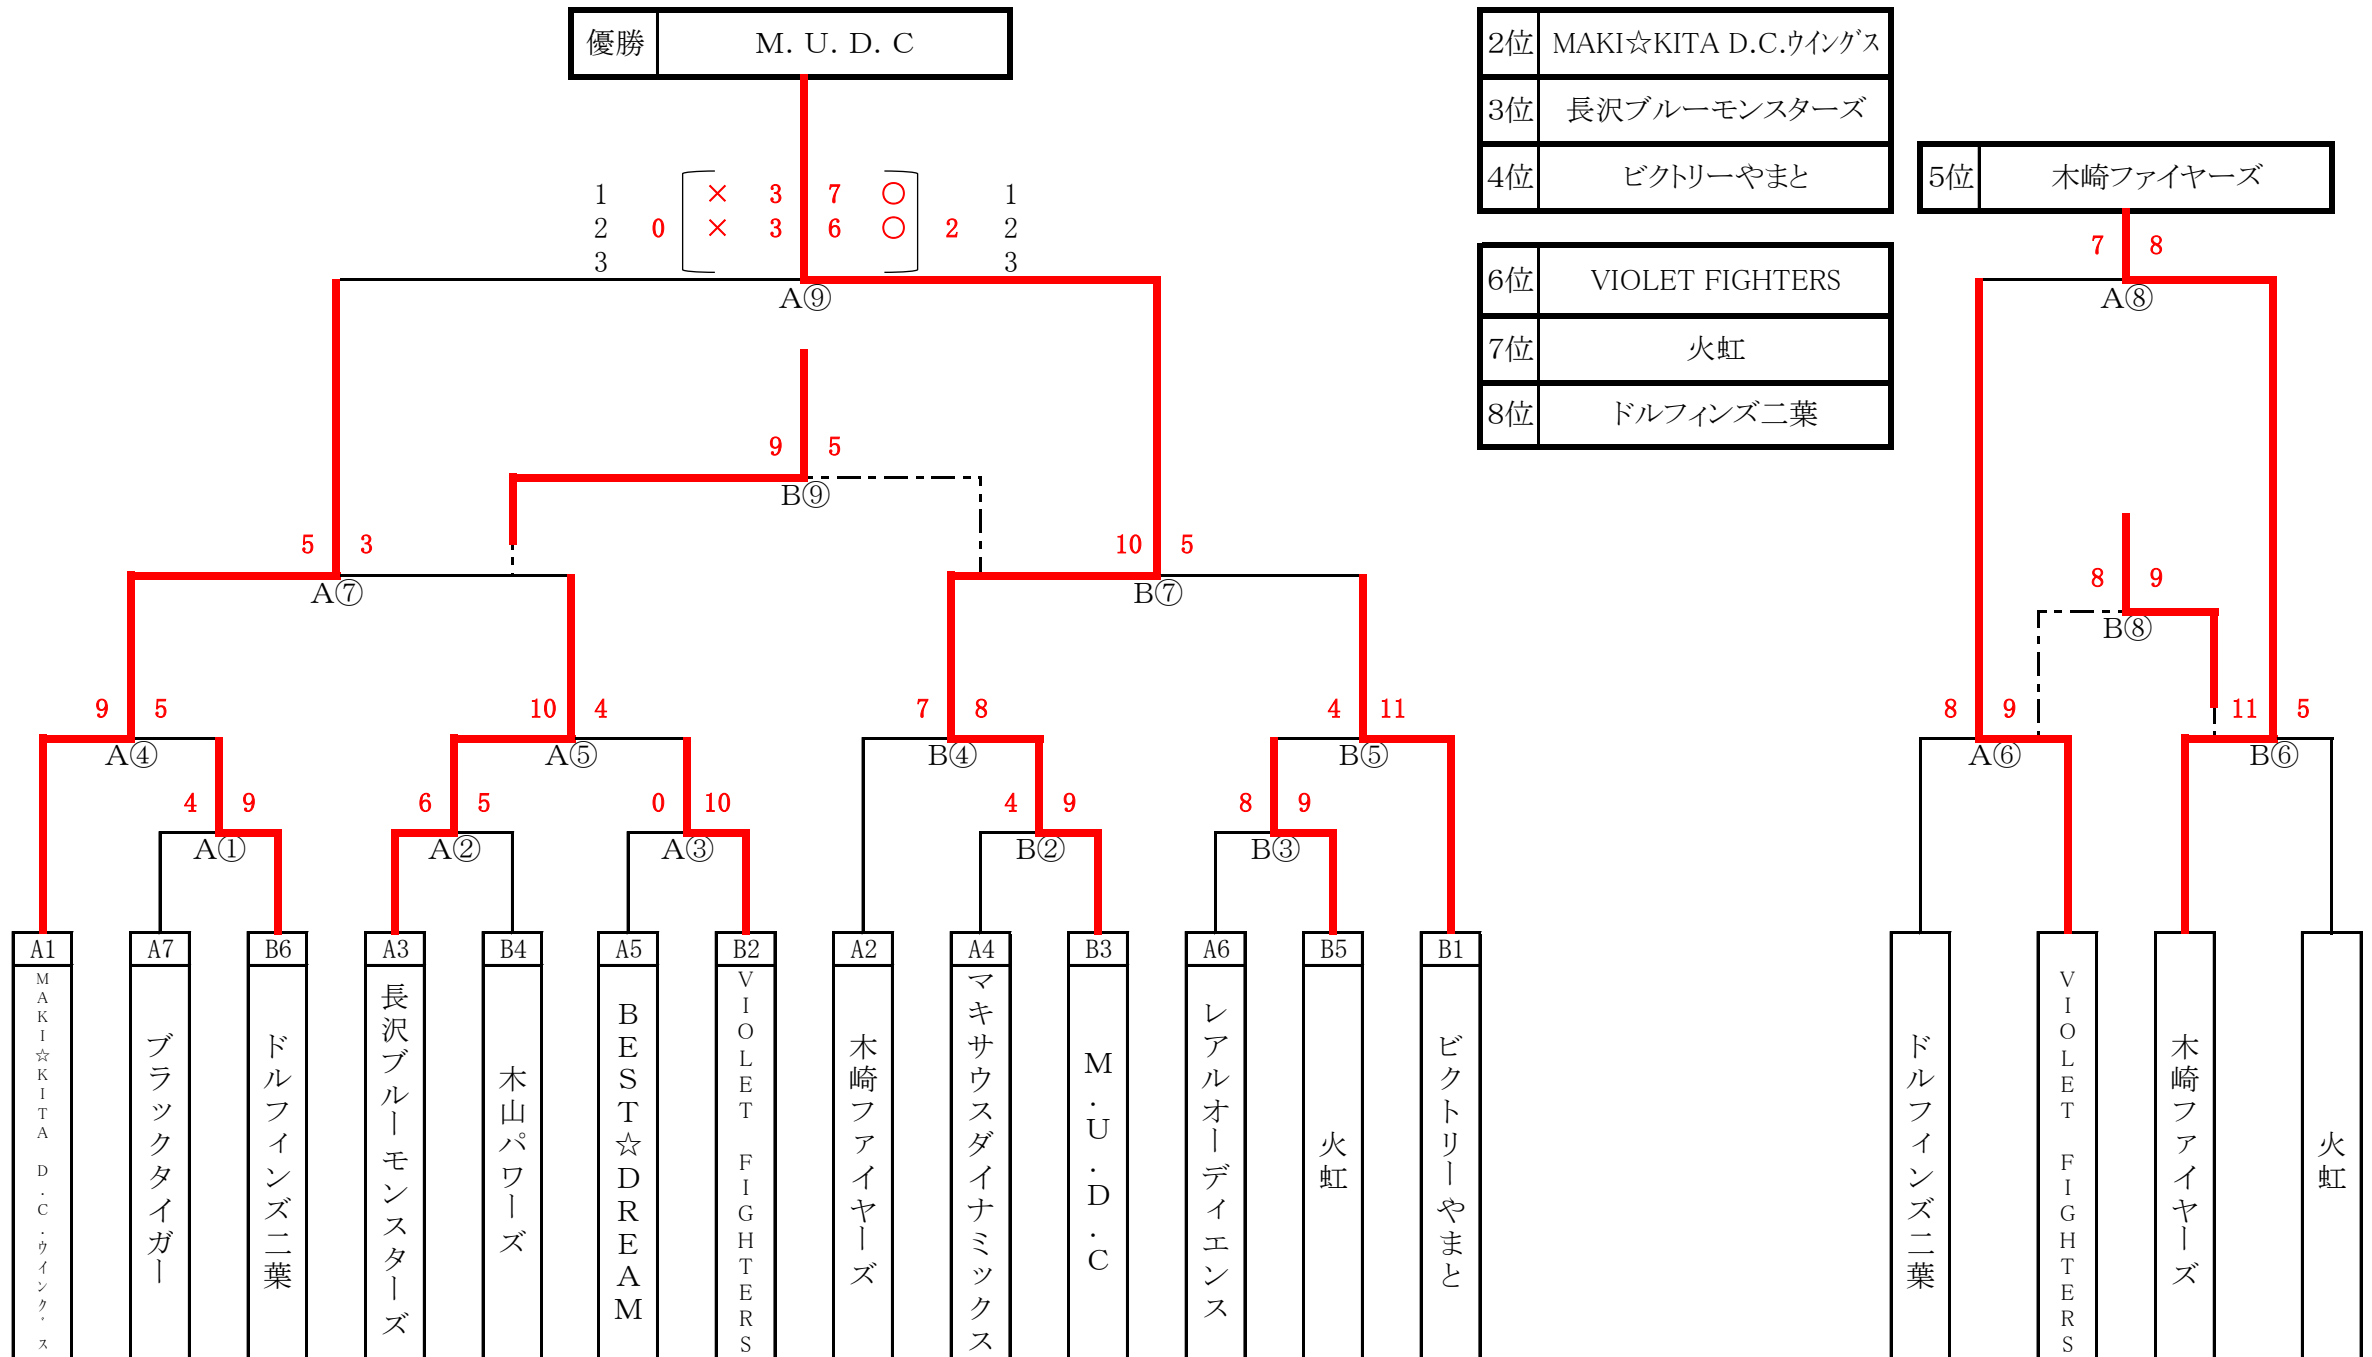 優勝 M．U．D．C
2位 MAKI☆KITA D.C.ｳｲﾝｸﾞｽ
3位 長沢ブルーモンスターズ
4位 ビクトリーやまと
5位 木崎ファイヤーズ
6位 VIOLET FIGHTERS
7位 火虹
8位 ドルフィンズ二葉
1 × 3 7 ○ 1
2 0 × 3 6 ○ 2 2
3 3
A⑨
7 8
A⑧
9 5
B⑨
5 3
A⑦
10 5
B⑦
8 9
B⑧
9 5
A④
10 4
A⑤
7 8
B④
4 11
B⑤
8 9
A⑥
11 5
B⑥
4 9
A①
6 5
A②
0 10
A③
4 9
B②
8 9
B③
A1
MAKI☆KITA D.C.ｳｲﾝｸﾞｽ
A7
ブラックタイガー
B6
ドルフィンズ二葉
A3
長沢ブルーモンスターズ
B4
木山パワーズ
A5
BEST☆DREAM
B2
VIOLET FIGHTERS
A2
木崎ファイヤーズ
A4
マキサウスダイナミックス
B3
M．U．D．C
A6
レアルオーディエンス
B5
火虹
B1
ビクトリーやまと
ドルフィンズ二葉
VIOLET FIGHTERS
木崎ファイヤーズ
火虹